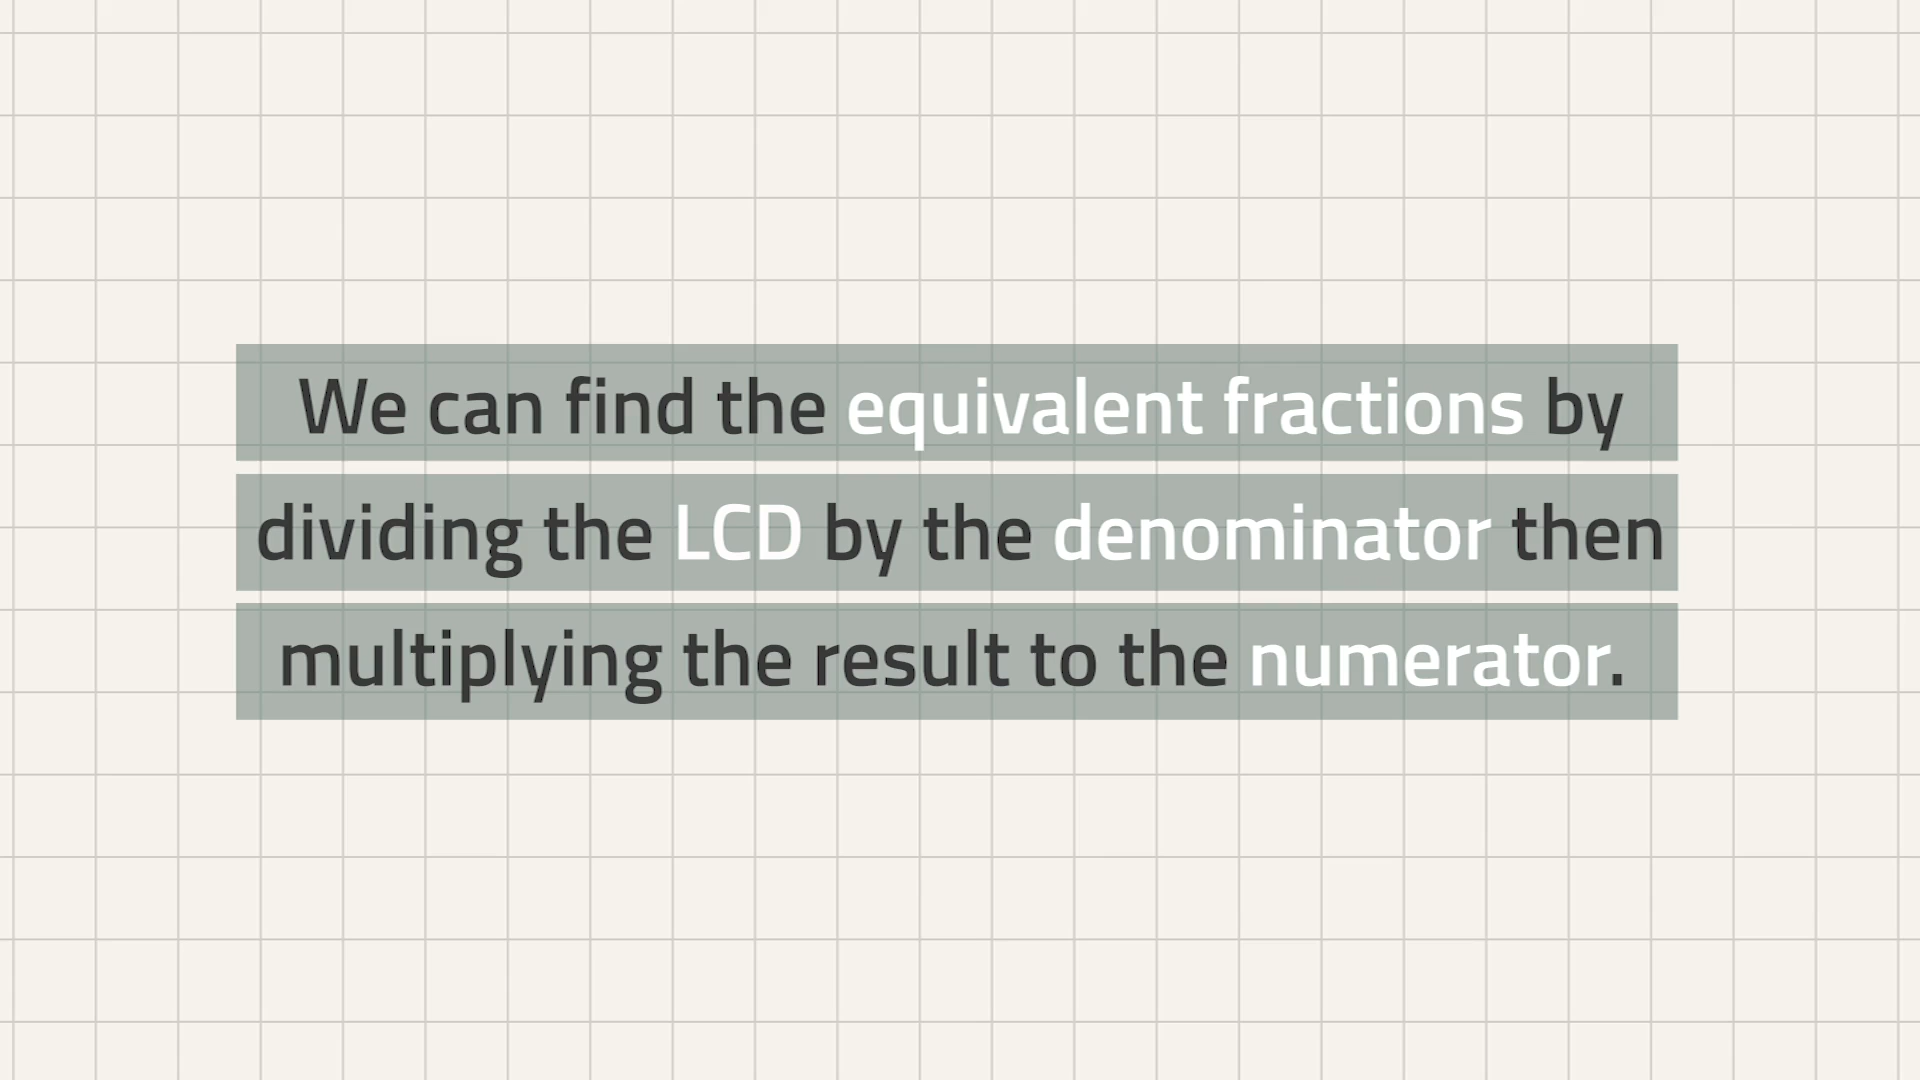 We can find the equivalent fractions by
dividing the LCD by the denominator then
multiplying the result to the numerator.